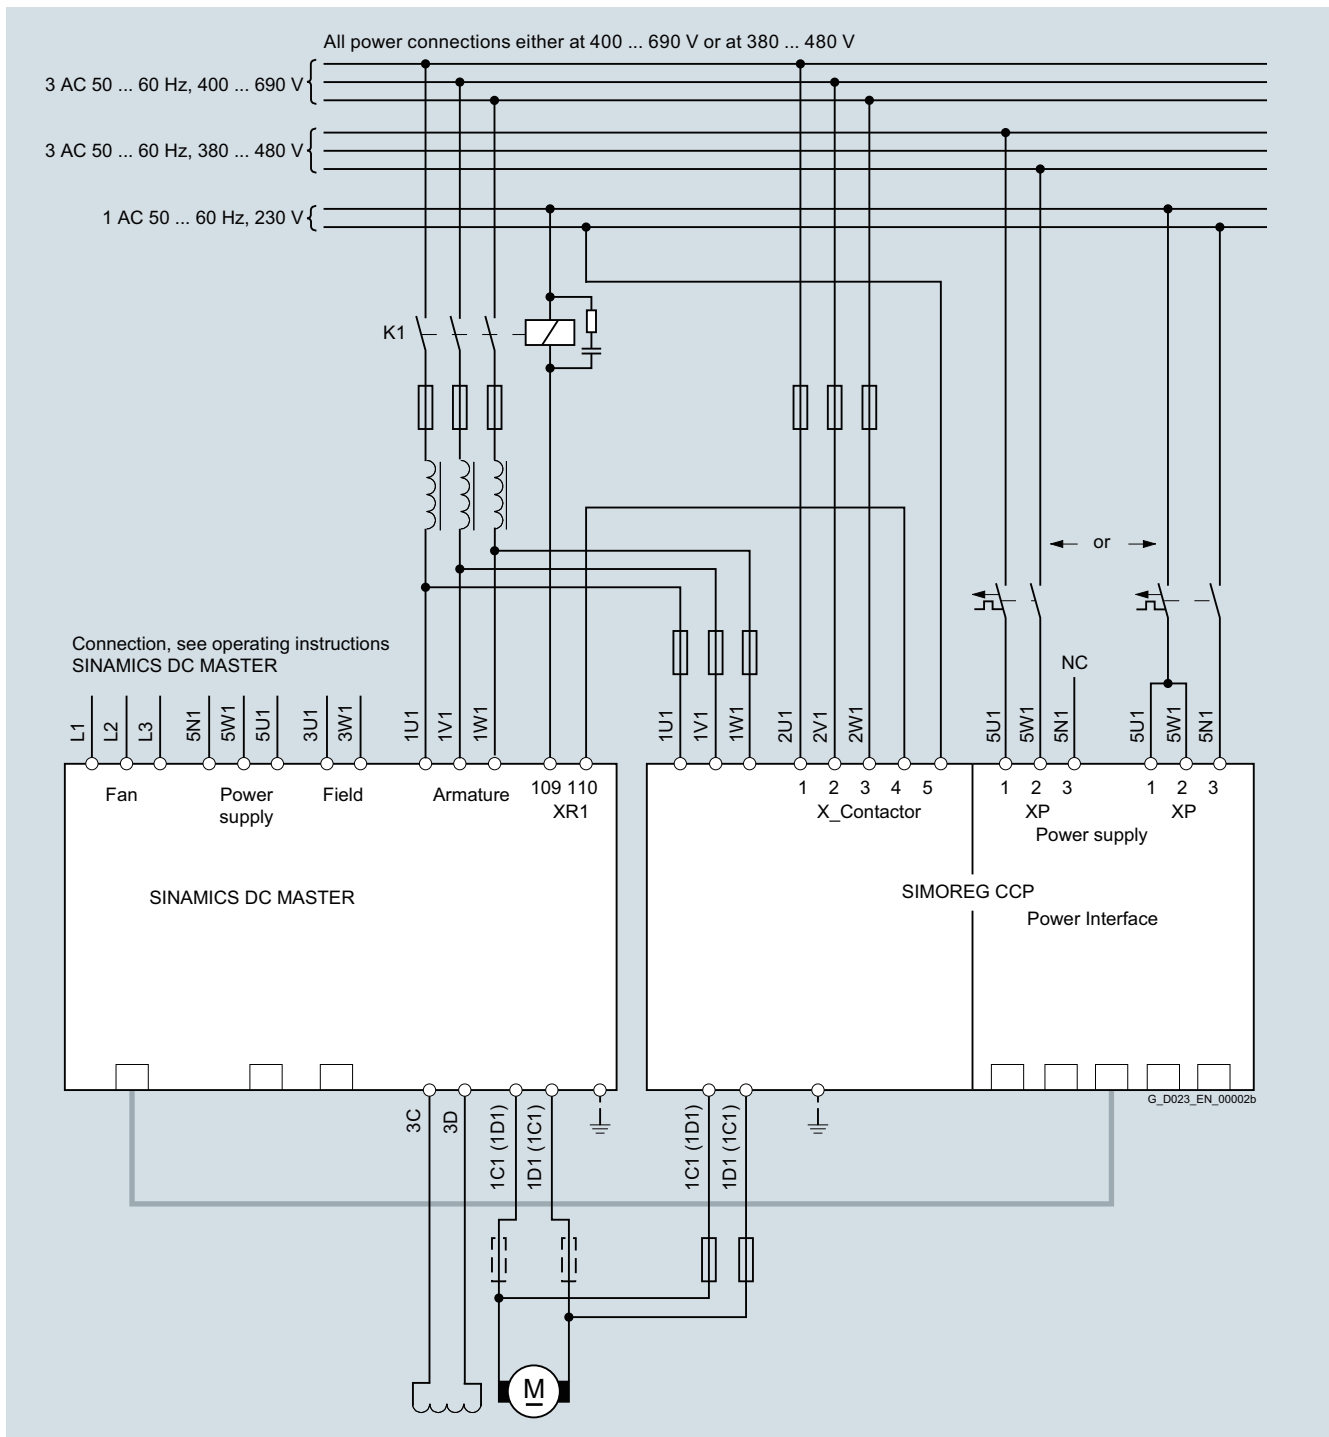 All power connections either at 400 ... 690 V or at 380 ... 480 V
3 AC 50 ... 60 Hz, 400 ... 690 V
3 AC 50 ... 60 Hz, 380 ... 480 V
1 AC 50 ... 60 Hz, 230 V
K1
or
Connection, see operating instructions
SINAMICS DC MASTER
NC
L1
L2
L3
5N1
5W1
5U1
3U1
3W1
1U1
1V1
1W1
1U1
1V1
1W1
2U1
2V1
2W1
5U1
5W1
5N1
5U1
5W1
5N1
Fan
Power
supply
Field
Armature
109 110
XR1
1 2 3 4 5
X_Contactor
1 2 3
XP
1 2 3
XP
Power supply
SINAMICS DC MASTER
SIMOREG CCP
Power Interface
G_D023_EN_00002b
3C
3D
1C1 (1D1)
1D1 (1C1)
1C1 (1D1)
1D1 (1C1)
M